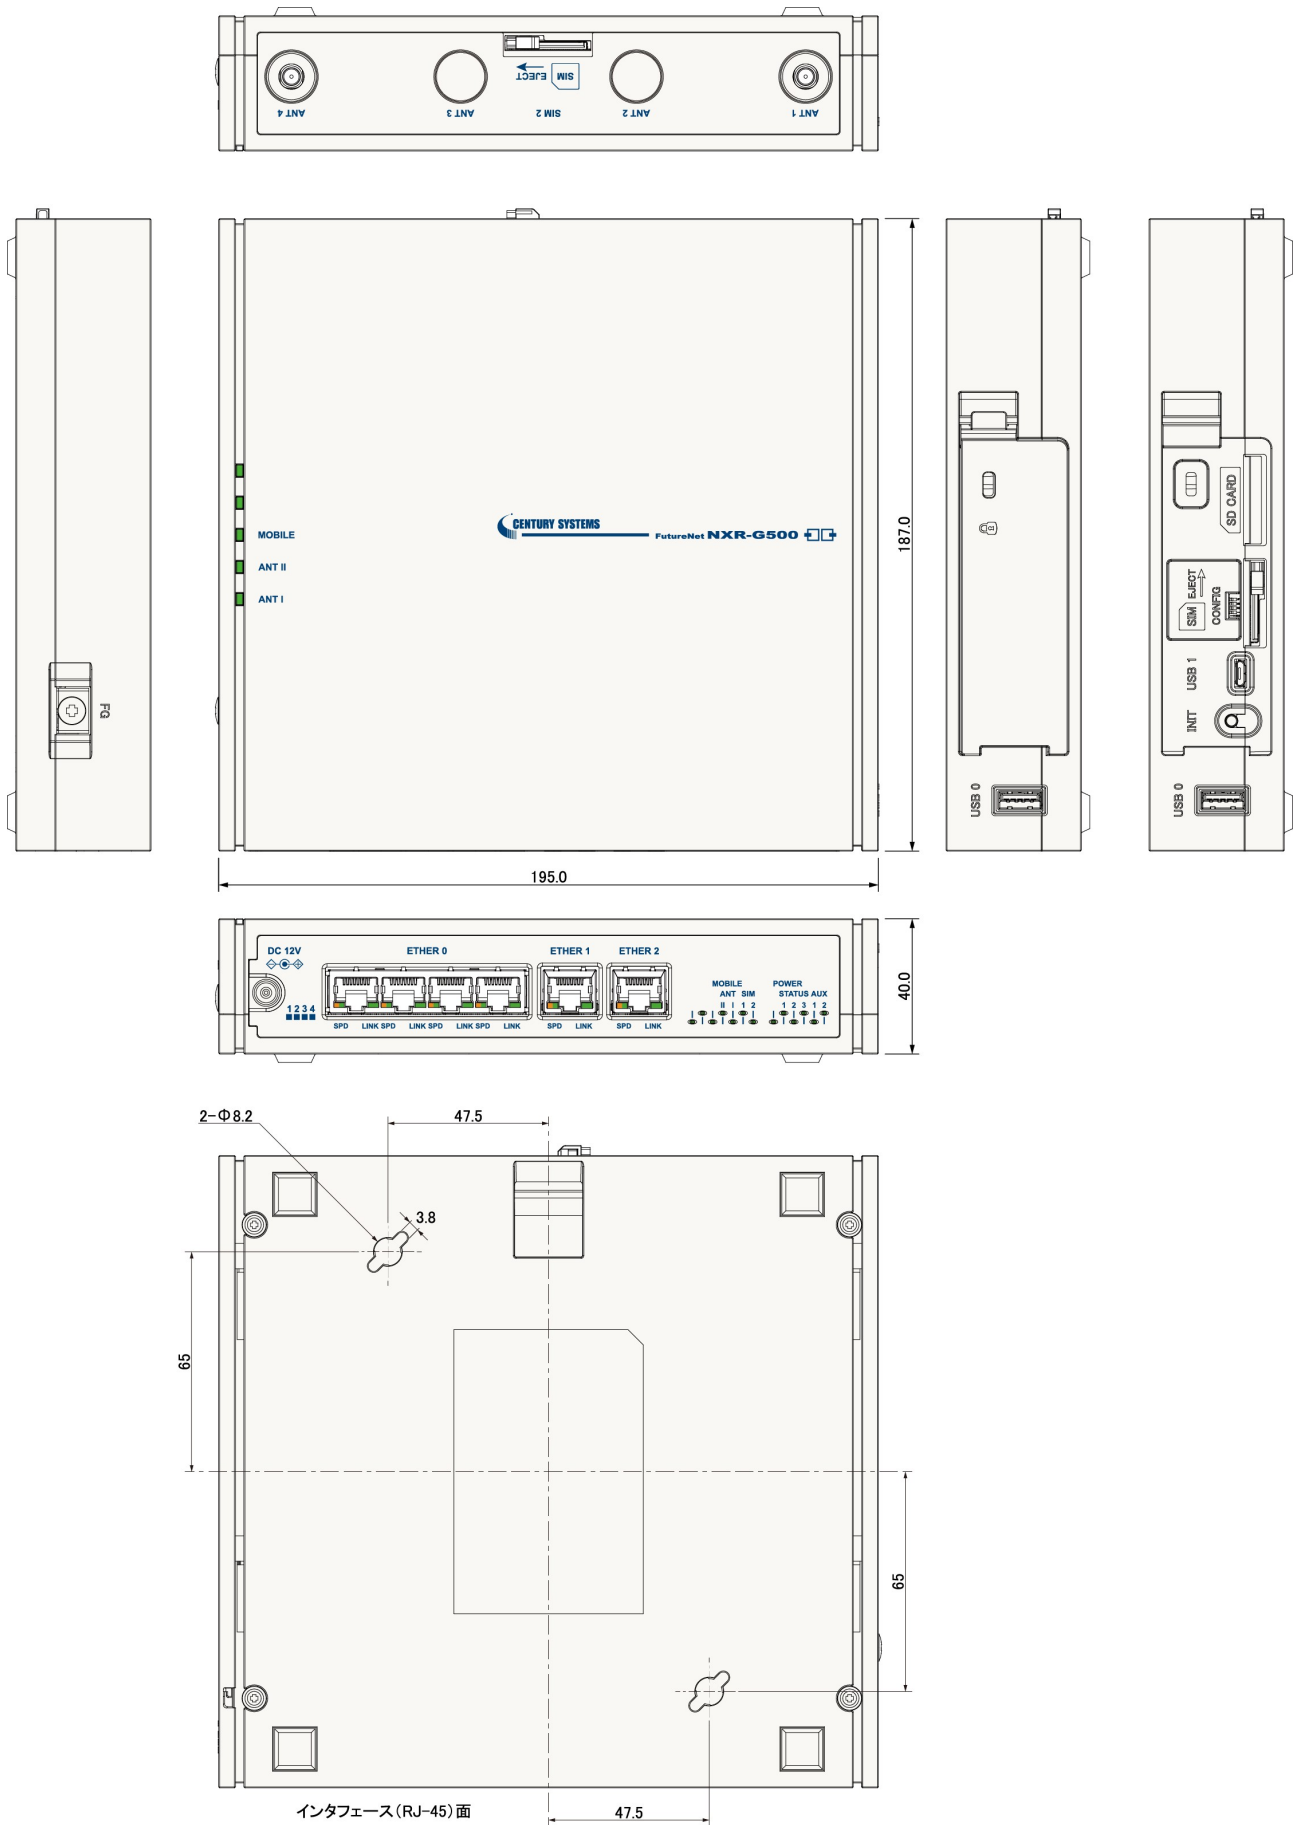 ANT 4
ANT 3
EJECT
SIM
SIM 2
ANT 2
ANT 1
MOBILE
ANT II
ANT I
CENTURY SYSTEMS
FutureNet NXR-G500
187.0
195.0
FG
USB 0
SD CARD
SIM
EJECT
CONFIG
USB 1
INIT
USB 0
DC 12V
1 2 3 4
ETHER 0
ETHER 1
ETHER 2
SPD LINK SPD LINK SPD LINK SPD LINK
SPD LINK
SPD LINK
MOBILE
ANT SIM
II I 1 2
POWER
STATUS AUX
1 2 3 1 2
40.0
2-Φ8.2
47.5
3.8
65
65
47.5
インタフェース(RJ-45)面